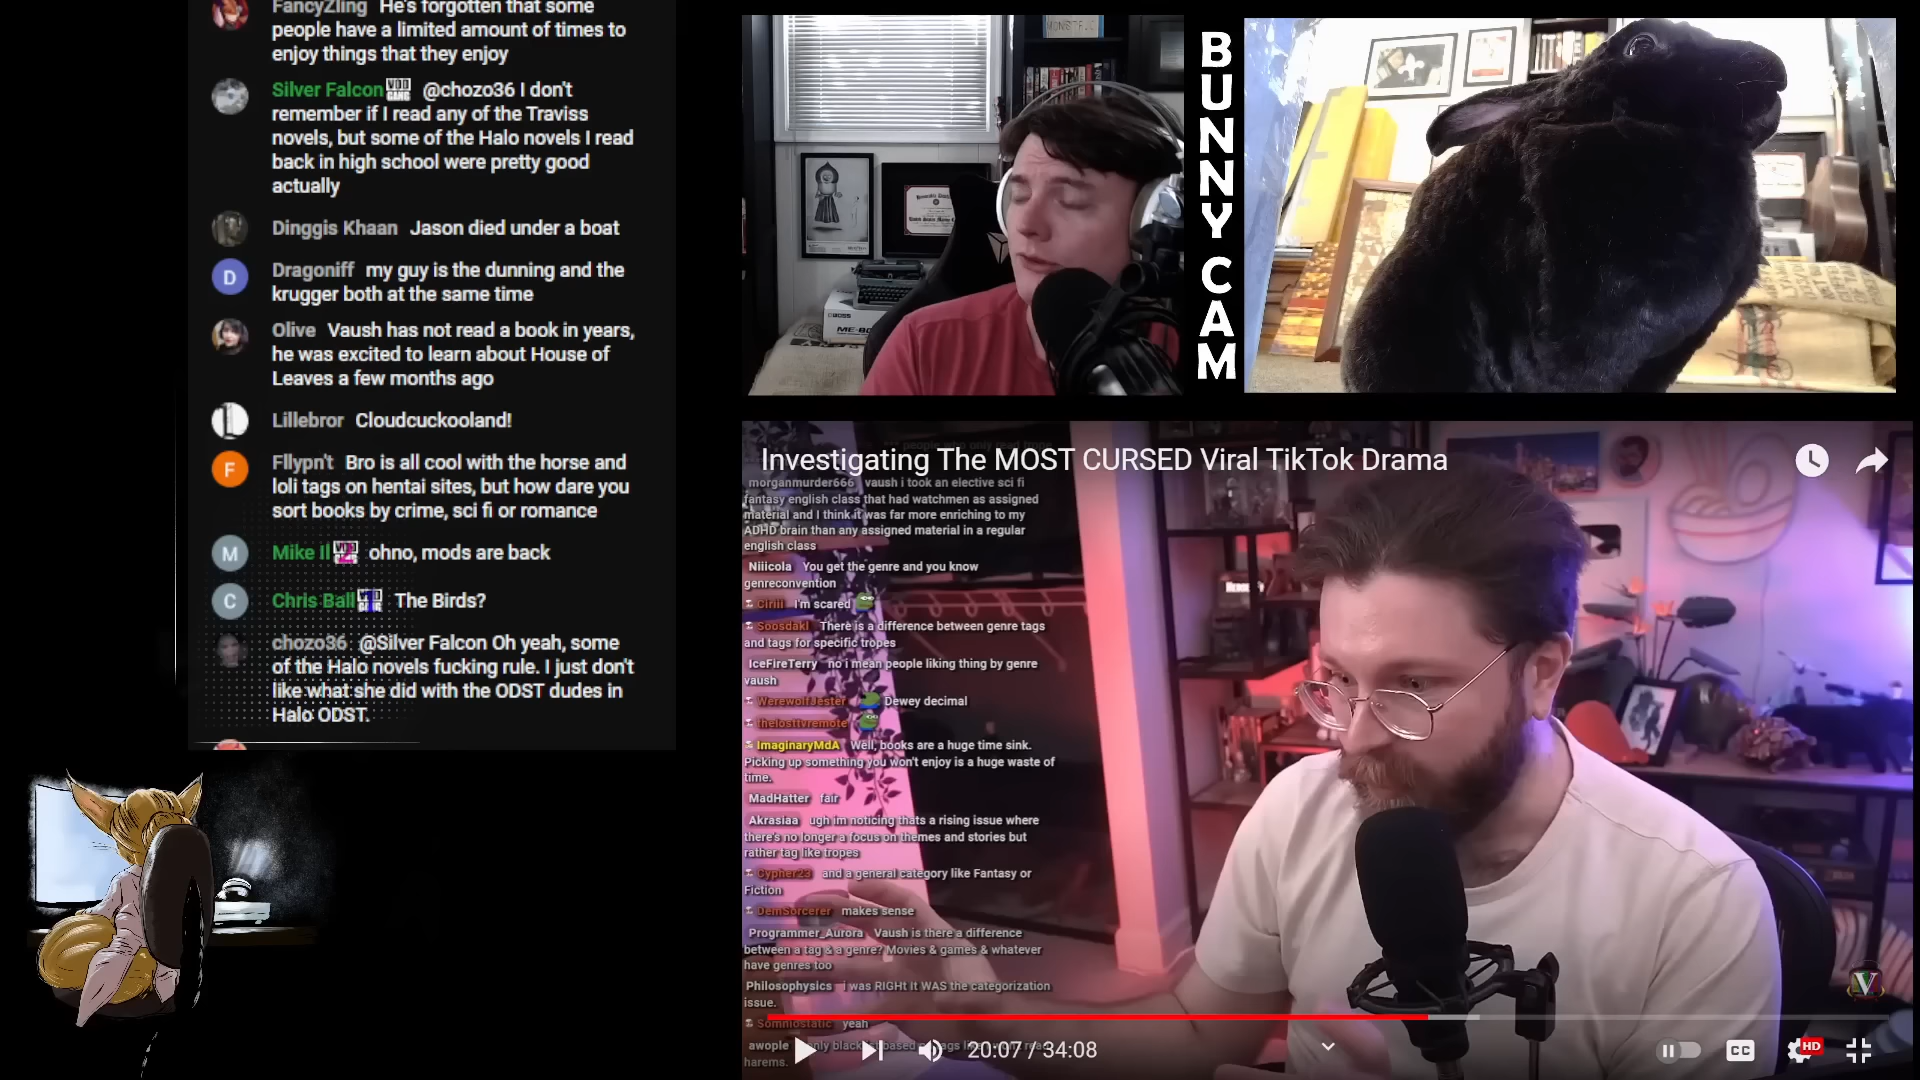 FancyZling He's forgotten that some
people have a limited amount of times to
enjoy things that they enjoy
Silver Falcon @chozo36 I don't
remember if I read any of the Traviss
novels, but some of the Halo novels I read
back in high school were pretty good
actually
Dinggis Khaan Jason died under a boat
D
Dragoniff my guy is the dunning and the
krugger both at the same time
Olive Vaush has not read a book in years,
he was excited to learn about House of
Leaves a few months ago
Lillebror Cloudcuckooland!
F
Fllypn't Bro is all cool with the horse and
loli tags on hentai sites, but how dare you
sort books by crime, sci fi or romance
M
Mike Il ohno, mods are back
C
Chris Ball The Birds?
chozo36 @Silver Falcon Oh yeah, some
of the Halo novels fucking rule. I just don't
like what she did with the ODST dudes in
Halo ODST.
BOSS
BUNNY CAM
Investigating The MOST CURSED Viral TikTok Drama
morganmurder666 vaush i took an elective sci fi
fantasy english class that had watchmen as assigned
material and I think it was far more enriching to my
ADHD brain than any assigned material in a regular
english class
Niiicola You get the genre and you know
genreconvention
Cirili I'm scared
Soosdakl There is a difference between genre tags
and tags for specific tropes
IceFireTerry no i mean people liking thing by genre
vaush
WerewolfJester Dewey decimal
thelosttvremote
ImaginaryMdA Well, books are a huge time sink.
Picking up something you won't enjoy is a huge waste of
time.
MadHatter fair
Akrasiaa ugh im noticing thats a rising issue where
there's no longer a focus on themes and stories but
rather tag like tropes
Cypher23 and a general category like Fantasy or
Fiction
DemSorcerer makes sense
Programmer_Aurora Vaush is there a difference
between a tag & a genre? Movies & games & whatever
have genres too
Philosophysics i was RIGHt it WAS the categorization
issue.
Somniostatic yeah
awople
harems.
20:07 / 34:08
CC
HD
V